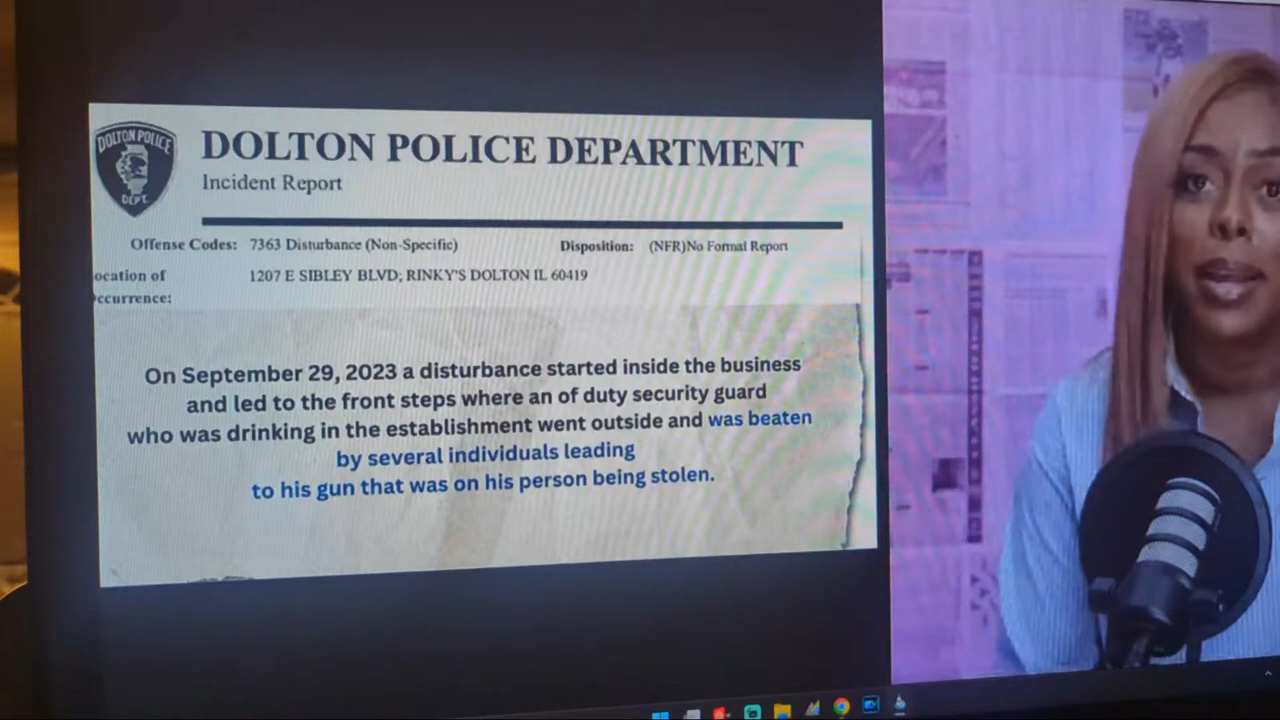 DOLTON POLICE
DEPT.
DOLTON POLICE DEPARTMENT
Incident Report
Offense Codes: 7363 Disturbance (Non-Specific) Disposition: (NFR)No Formal Report
ocation of 1207 E SIBLEY BLVD; RINKY'S DOLTON IL 60419
ccurrence:
On September 29, 2023 a disturbance started inside the business
and led to the front steps where an of duty security guard
who was drinking in the establishment went outside and was beaten
by several individuals leading
to his gun that was on his person being stolen.